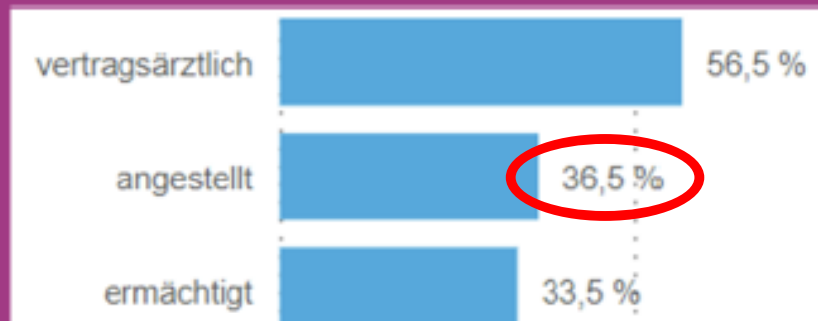 vertragsärztlich 56,5 %
angestellt 36,5 %
ermächtigt 33,5 %